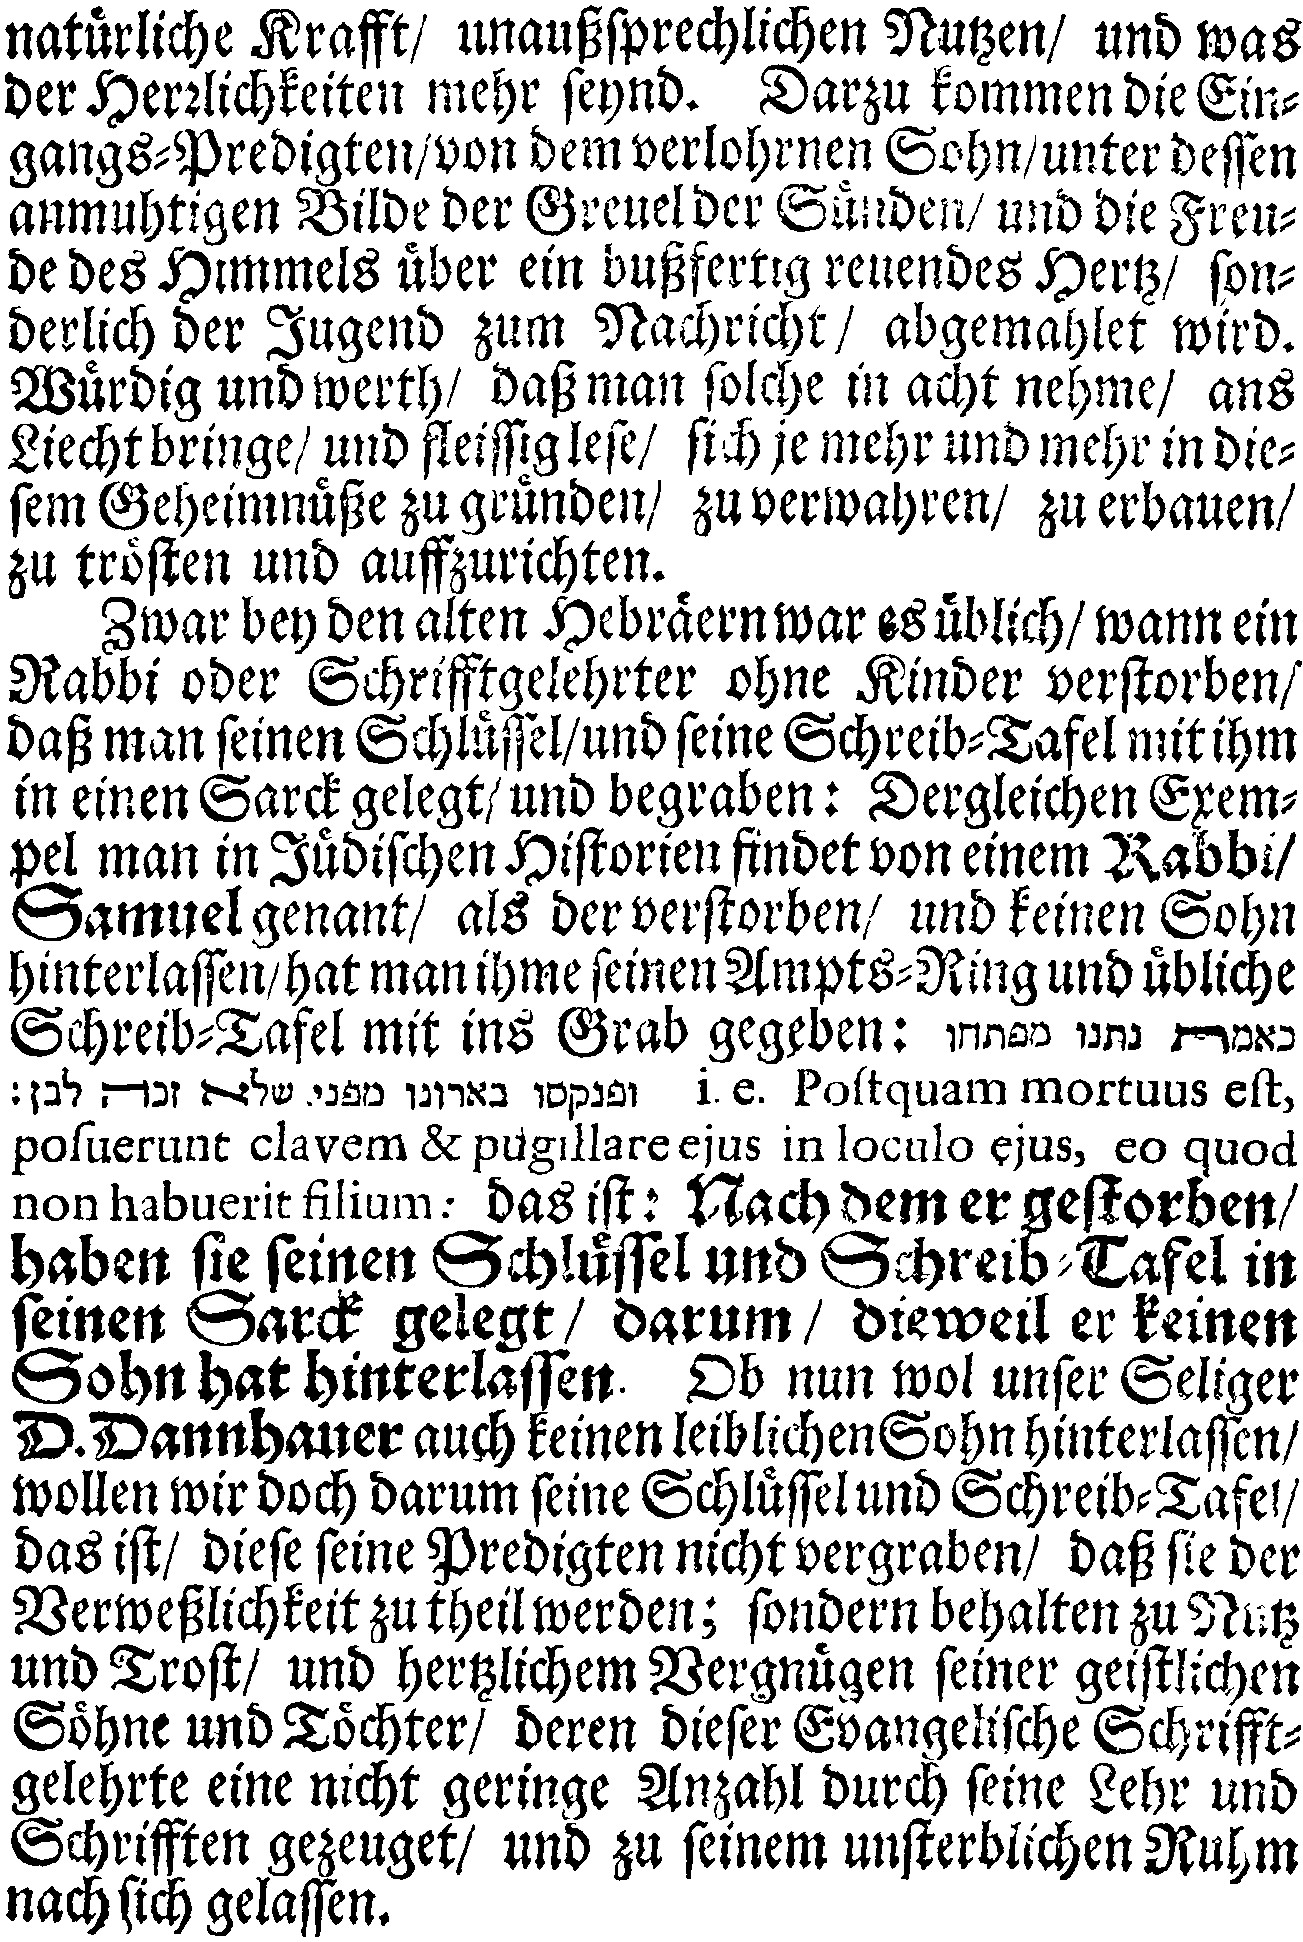 natürliche Krafft/ unaußsprechlichen Nutzen/ und was
der Herꝛlichkeiten mehr seynd. Darzu kommen die Ein-
gangs-Predigten/von dem verlohrnen Sohn/unter dessen
anmuhtigen Bilde der Greuel der Sünden/ und die Freu-
de des Himmels über ein bußfertig reuendes Hertz/ son-
derlich der Jugend zum Nachricht/ abgemahlet wird.
Würdig und werth/ daß man solche in acht nehme/ ans
Liecht bringe/ und fleissig lese/ sich je mehr und mehr in die-
sem Geheimnüße zu gründen/ zu verwahren/ zu erbauen/
zu trösten und auffzurichten.
Zwar bey den alten Hebräern war es üblich/ wann ein
Rabbi oder Schrifftgelehrter ohne Kinder verstorben/
daß man seinen Schlüssel/und seine Schreib-Tafel mit ihm
in einen Sarck gelegt/ und begraben: Dergleichen Exem-
pel man in Jüdischen Historien findet von einem Rabbi/
Samuel genant/ als der verstorben/ und keinen Sohn
hinterlassen/hat man ihme seinen Ampts-Ring und übliche
Schreib-Tafel mit ins Grab gegeben: כאמרת נתנו מפתחו
ופנקסו בארונו מפני שלא זכה לבן: i. e. Postquam mortuus est,
posuerunt clavem & pugillare ejus in loculo ejus, eo quod
non habuerit filium: das ist: Nach dem er gestorben/
haben sie seinen Schlüssel und Schreib-Tafel in
seinen Sarck gelegt/ darum/ dieweil er keinen
Sohn hat hinterlassen. Ob nun wol unser Seliger
D. Dannhauer auch keinen leiblichen Sohn hinterlassen/
wollen wir doch darum seine Schlüssel und Schreib-Tafel/
das ist/ diese seine Predigten nicht vergraben/ daß sie der
Verweßlichkeit zu theil werden; sondern behalten zu Nutz
und Trost/ und hertzlichem Vergnügen seiner geistlichen
Söhne und Töchter/ deren dieser Evangelische Schrifft-
gelehrte eine nicht geringe Anzahl durch seine Lehr und
Schrifften gezeuget/ und zu seinem unsterblichen Ruhm
nach sich gelassen.